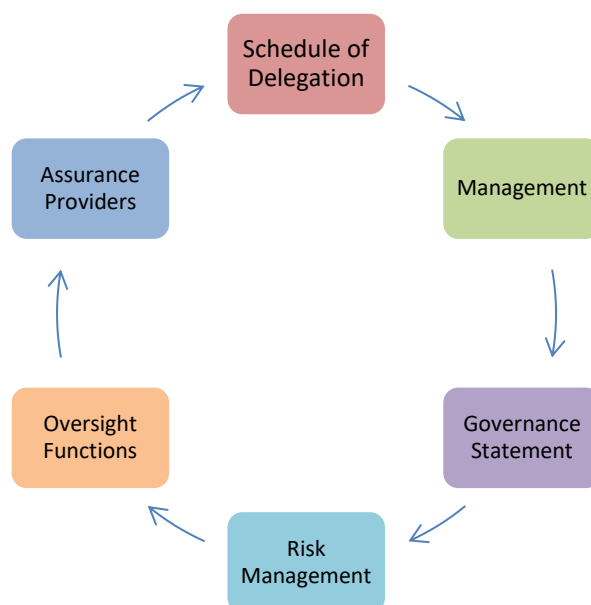 Schedule of
Delegation
Management
Governance
Statement
Risk
Management
Oversight
Functions
Assurance
Providers